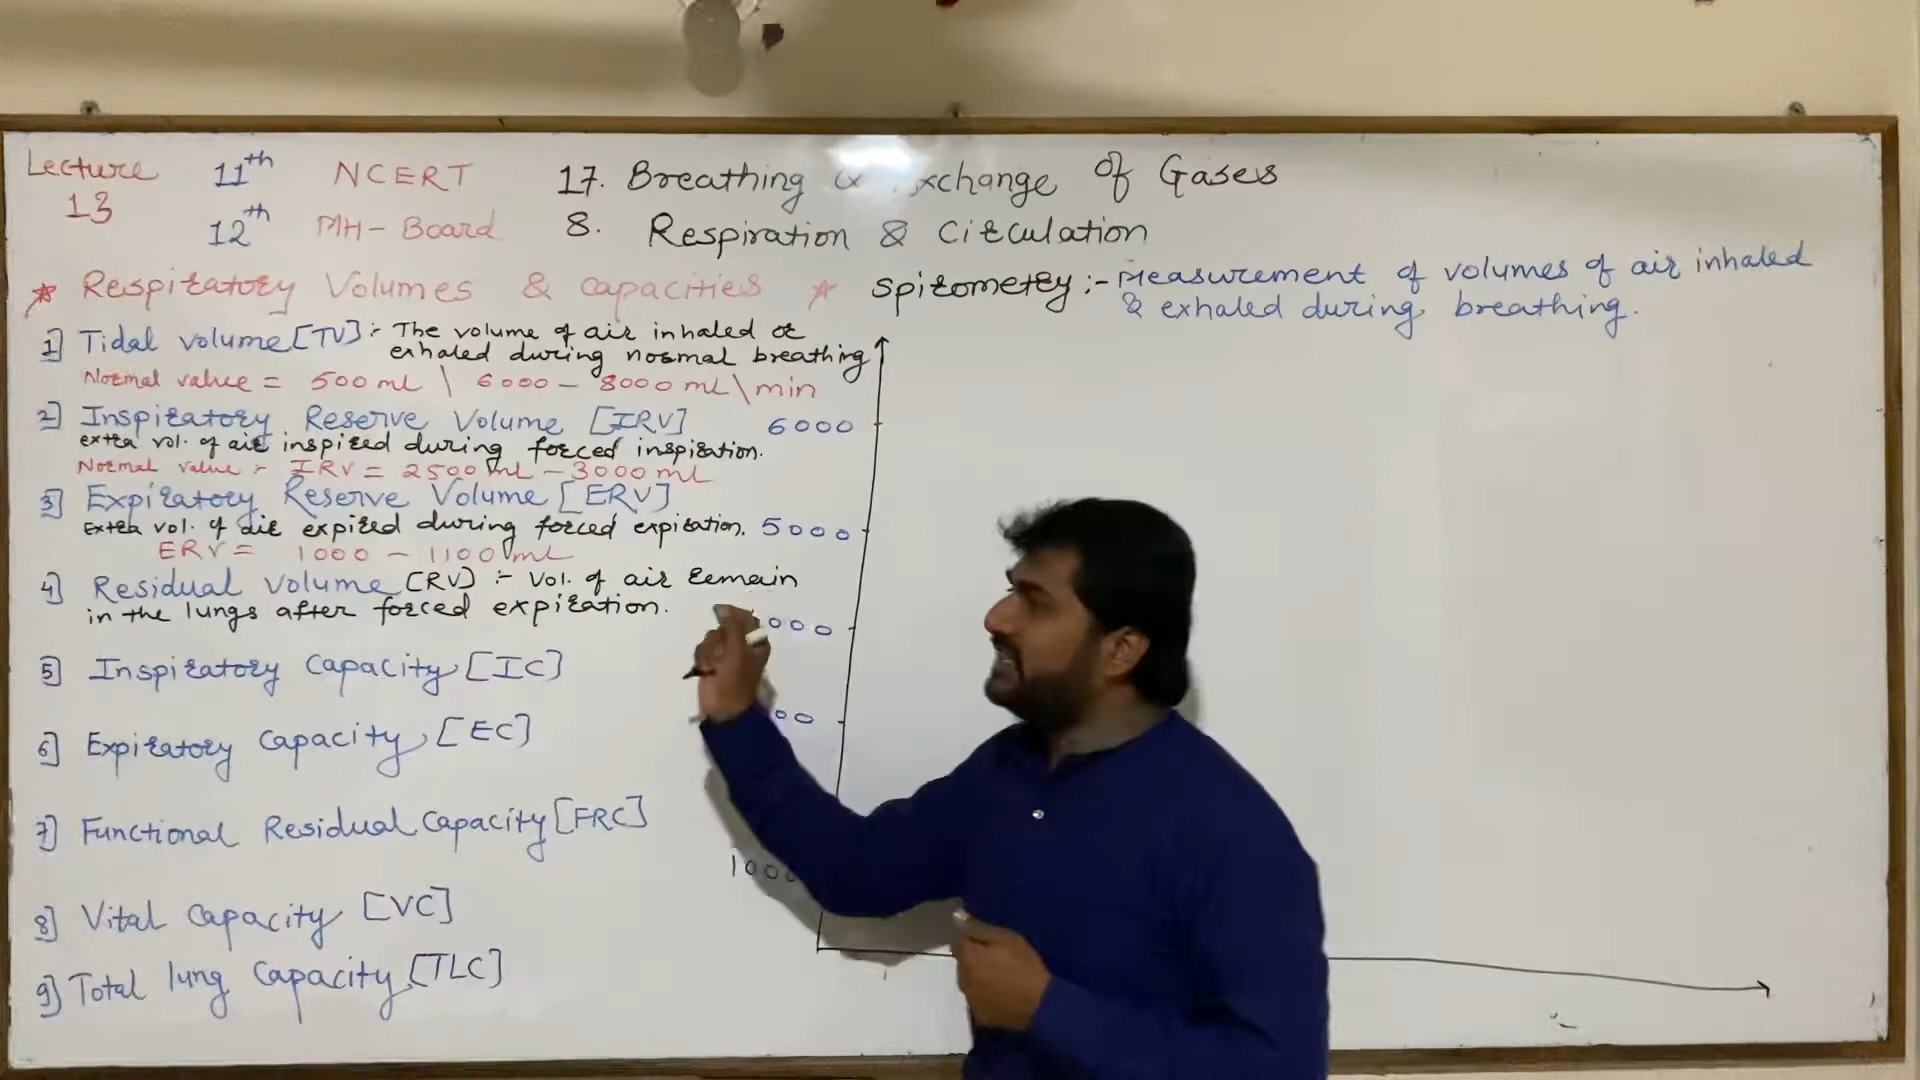 Lecture 13
11th NCERT 17. Breathing & Exchange of Gases
12th MH-Board 8. Respiration & Circulation
Respiratory Volumes & capacities
Spirometry :- Measurement of volumes of air inhaled
& exhaled during breathing.
1] Tidal volume [TV] :- The volume of air inhaled or
exhaled during normal breathing
Normal value = 500 mL \ 6000 - 8000 mL\min
2] Inspiratory Reserve Volume [IRV]
extra vol. of air inspired during forced inspiration.
Normal value :- IRV = 2500 mL - 3000 mL
3] Expiratory Reserve Volume [ERV]
Extra vol. of air expired during forced expiration.
ERV = 1000 - 1100 mL
4] Residual volume [RV] :- Vol. of air remain
in the lungs after forced expiration.
5] Inspiratory capacity [IC]
6] Expiratory capacity [EC]
7] Functional Residual capacity [FRC]
8] Vital capacity [VC]
9] Total lung capacity [TLC]
6000
5000
000
00
1000